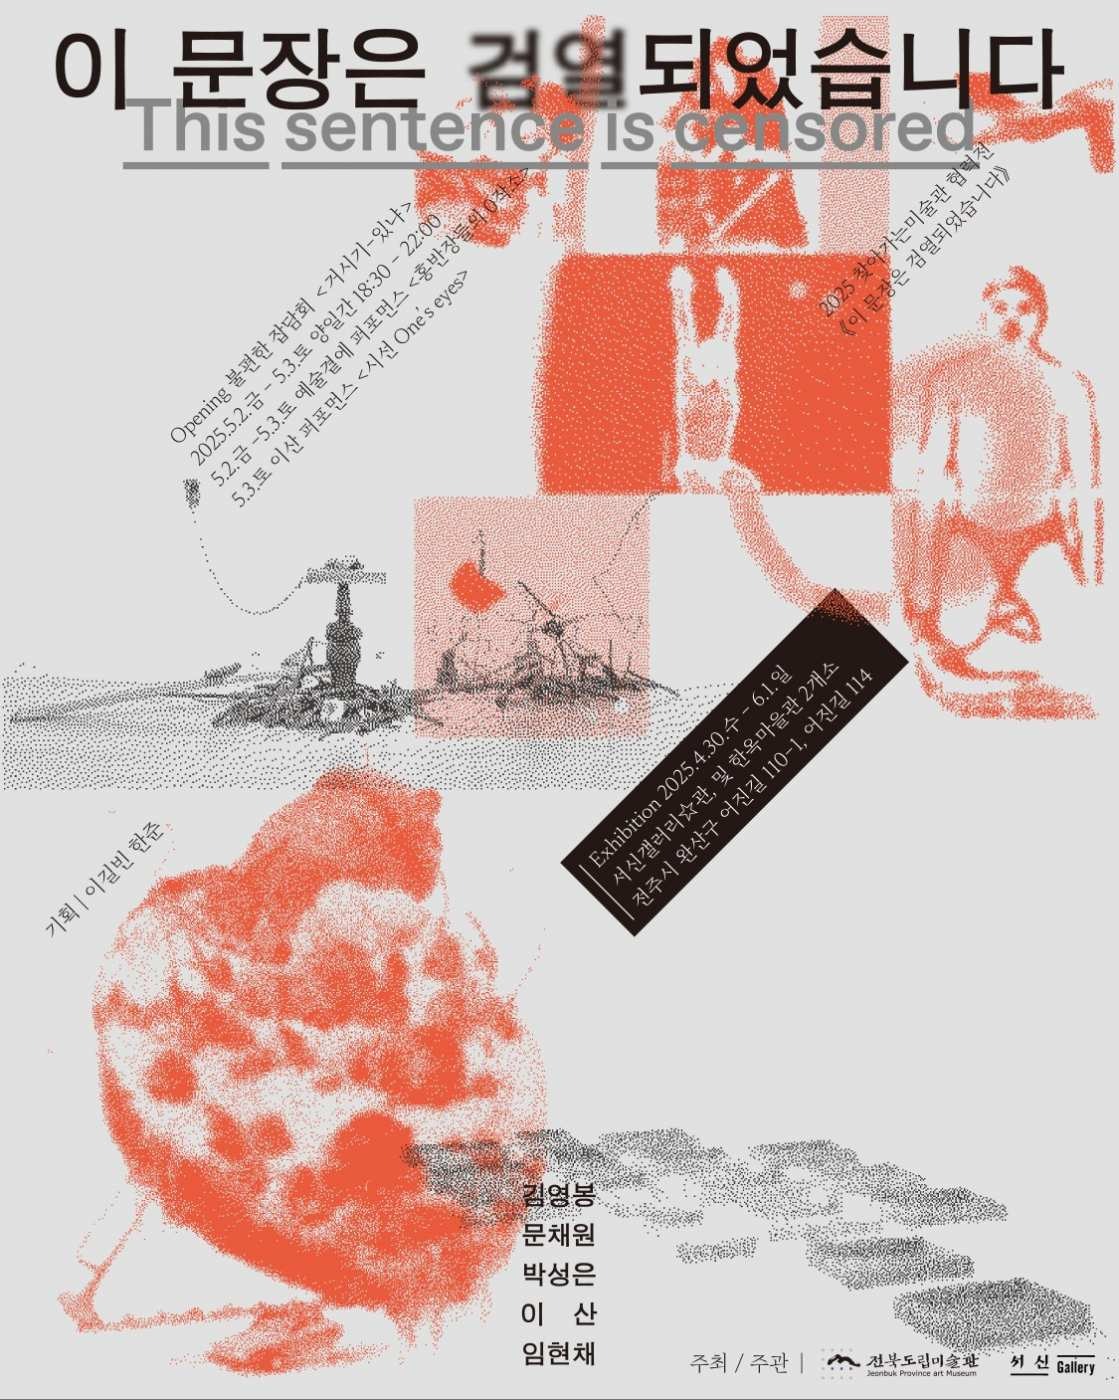 이 문장은 검열되었습니다
This sentence is censored
2025 찾아가는미술관 협력전
《이 문장은 검열되었습니다》
Opening 불편한 잡담회 <거시기-있냐>
2025.5.2.금 - 5.3.토 양일간 18:30 - 22:00
5.2.금 -5.3.토 예술곁에 퍼포먼스 <홍반장들의 0작소>
5.3.토 이산 퍼포먼스 <시선 One's eyes>
Exhibition 2025.4.30.수 - 6.1.일
서신갤러리☆관, 및 한옥마을관 2개소
전주시 완산구 어진길 110-1, 어진길 114
기획 | 이길빈 한준
김영봉
문채원
박성은
이 산
임현채
주최 / 주관 |
전북도립미술관
Jeonbuk Province art Museum
서 신
Gallery